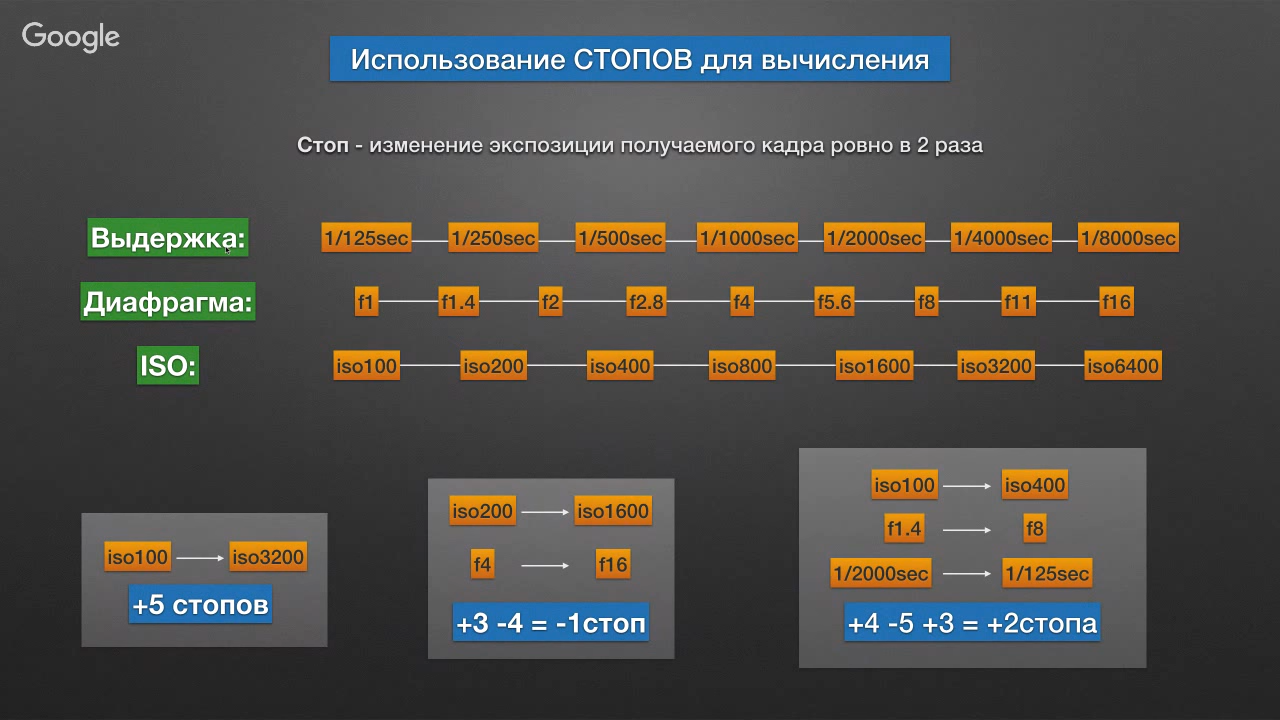 Google
Использование СТОПОВ для вычисления
Стоп - изменение экспозиции получаемого кадра ровно в 2 раза
Выдержка: 1/125sec 1/250sec 1/500sec 1/1000sec 1/2000sec 1/4000sec 1/8000sec
Диафрагма: f1 f1.4 f2 f2.8 f4 f5.6 f8 f11 f16
ISO: iso100 iso200 iso400 iso800 iso1600 iso3200 iso6400
iso100 iso3200
+5 стопов
iso200 iso1600
f4 f16
+3 -4 = -1стоп
iso100 iso400
f1.4 f8
1/2000sec 1/125sec
+4 -5 +3 = +2стопа